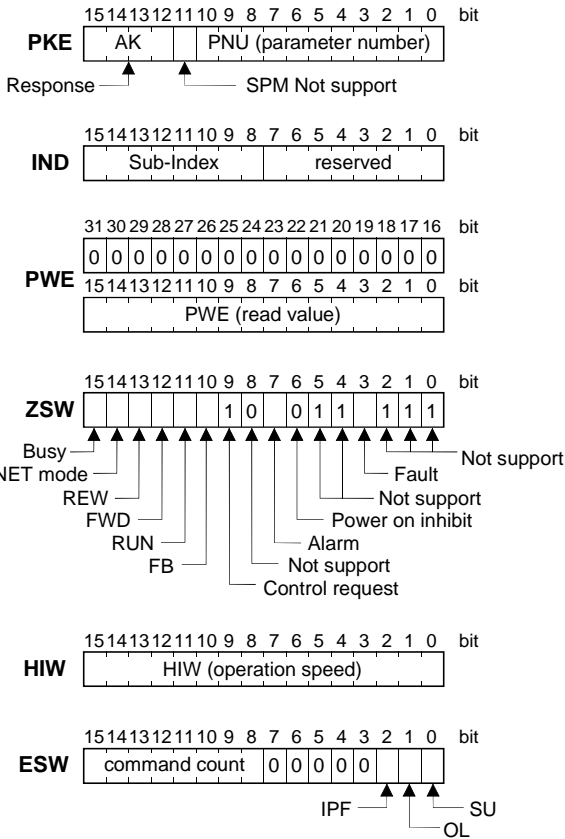 15 14 13 12 11 10 9 8 7 6 5 4 3 2 1 0 bit
PKE AK PNU (parameter number)
Response SPM Not support
15 14 13 12 11 10 9 8 7 6 5 4 3 2 1 0 bit
IND Sub-Index reserved
31 30 29 28 27 26 25 24 23 22 21 20 19 18 17 16 bit
0 0 0 0 0 0 0 0 0 0 0 0 0 0 0 0
PWE 15 14 13 12 11 10 9 8 7 6 5 4 3 2 1 0 bit
PWE (read value)
15 14 13 12 11 10 9 8 7 6 5 4 3 2 1 0 bit
ZSW 1 0 0 1 1 1 1 1
Busy Not support
NET mode Fault
REW Not support
FWD Power on inhibit
RUN Alarm
FB Not support
Control request
15 14 13 12 11 10 9 8 7 6 5 4 3 2 1 0 bit
HIW HIW (operation speed)
15 14 13 12 11 10 9 8 7 6 5 4 3 2 1 0 bit
ESW command count 0 0 0 0 0
IPF SU
OL